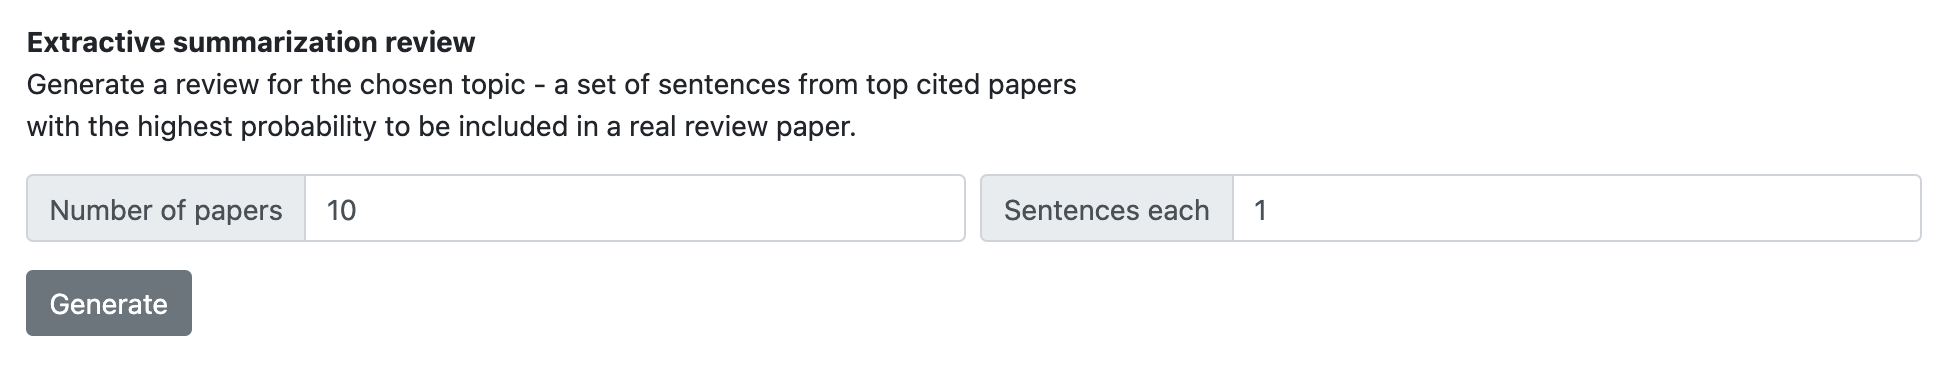 Extractive summarization review
Generate a review for the chosen topic - a set of sentences from top cited papers
with the highest probability to be included in a real review paper.
Number of papers 10 Sentences each 1
Generate